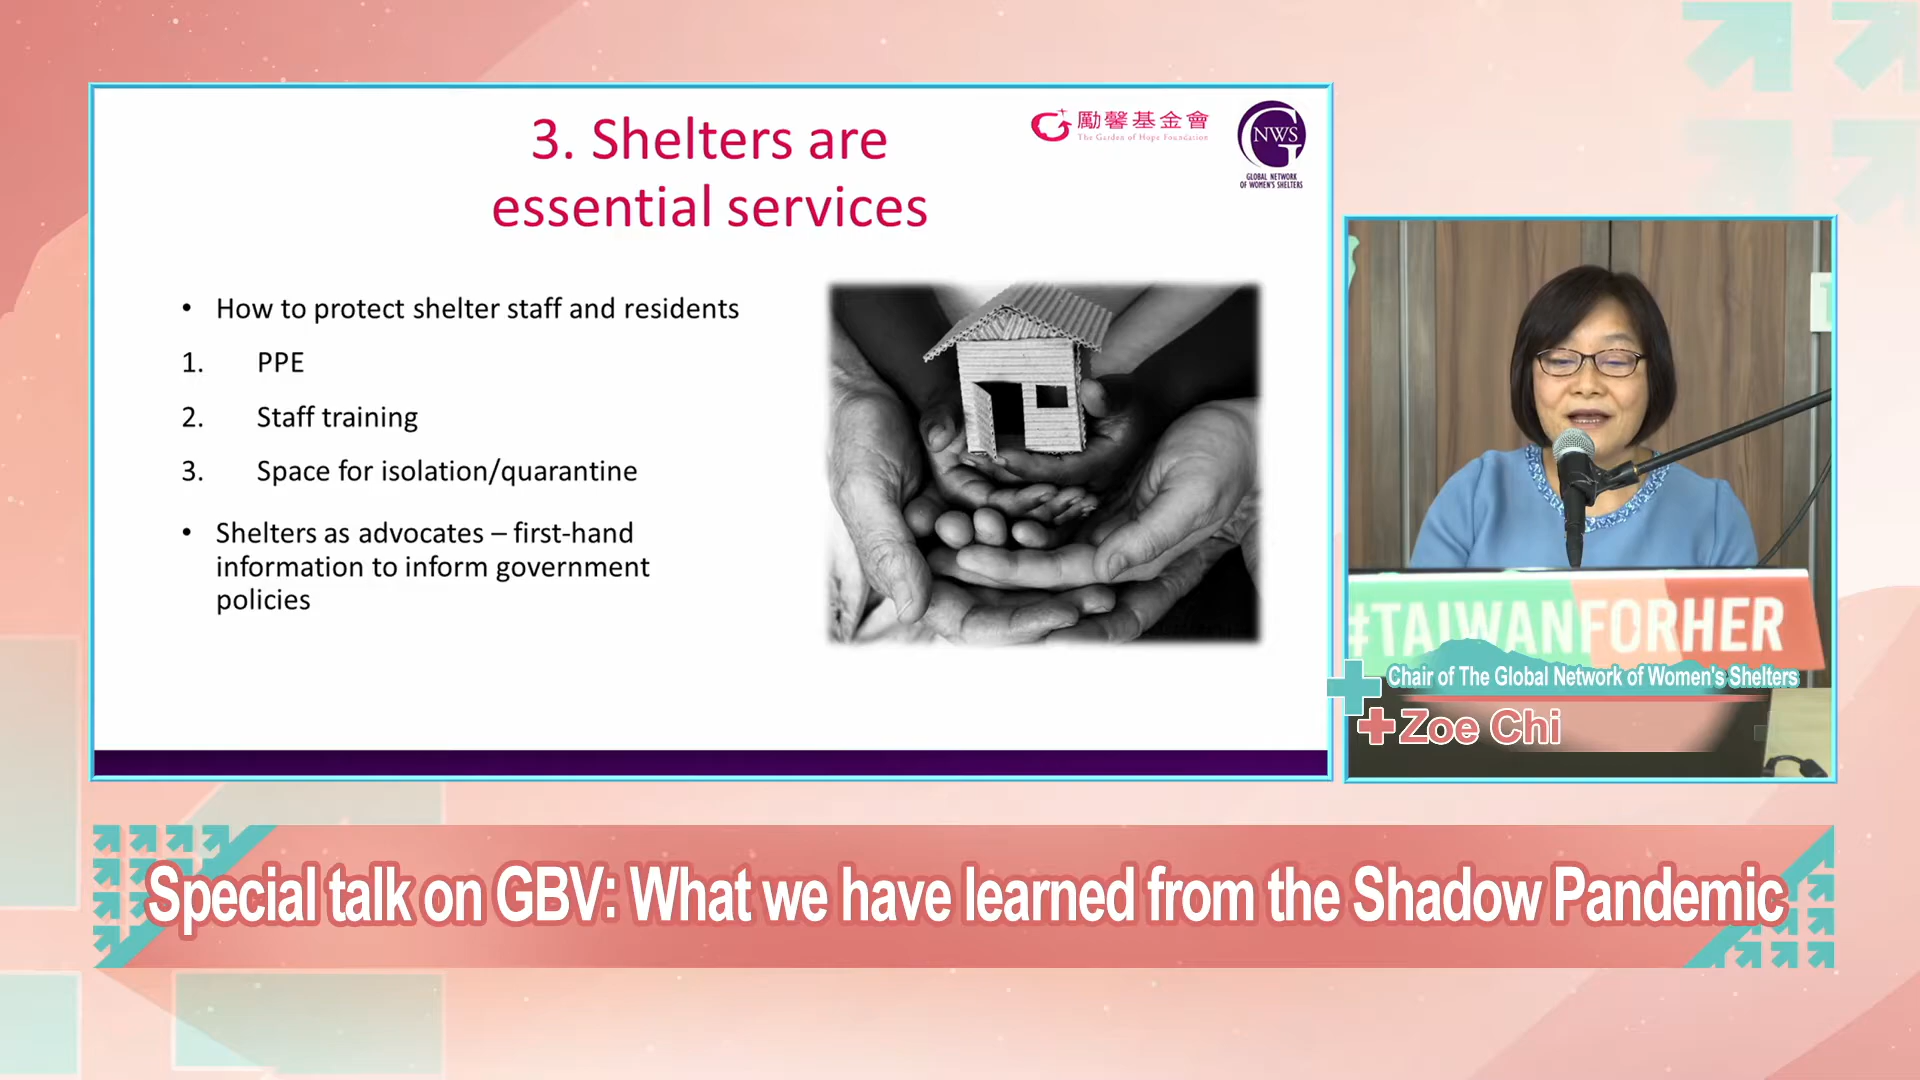 3. Shelters are
essential services
勵馨基金會
The Garden of Hope Foundation
GNWS
GLOBAL NETWORK
OF WOMEN'S SHELTERS
• How to protect shelter staff and residents
1. PPE
2. Staff training
3. Space for isolation/quarantine
• Shelters as advocates – first-hand
information to inform government
policies
#TAIWANFORHER
Chair of The Global Network of Women's Shelters
Zoe Chi
Special talk on GBV: What we have learned from the Shadow Pandemic